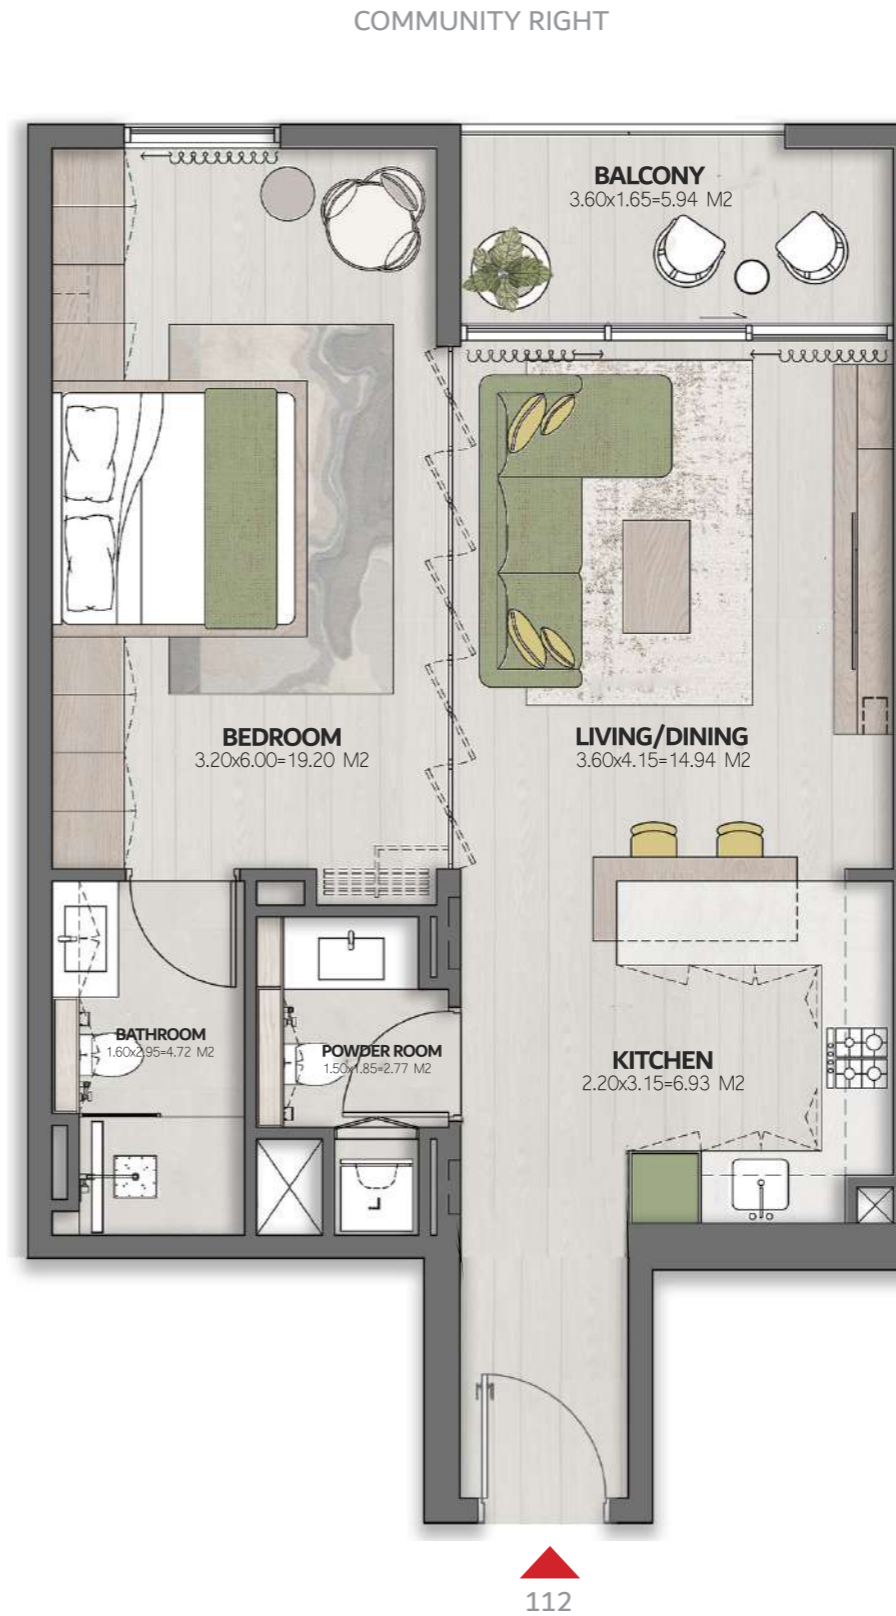 COMMUNITY RIGHT
BALCONY
3.60x1.65=5.94 M2
BEDROOM
3.20x6.00=19.20 M2
LIVING/DINING
3.60x4.15=14.94 M2
BATHROOM
1.60x2.95=4.72 M2
POWDER ROOM
1.50x1.85=2.77 M2
KITCHEN
2.20x3.15=6.93 M2
L
112